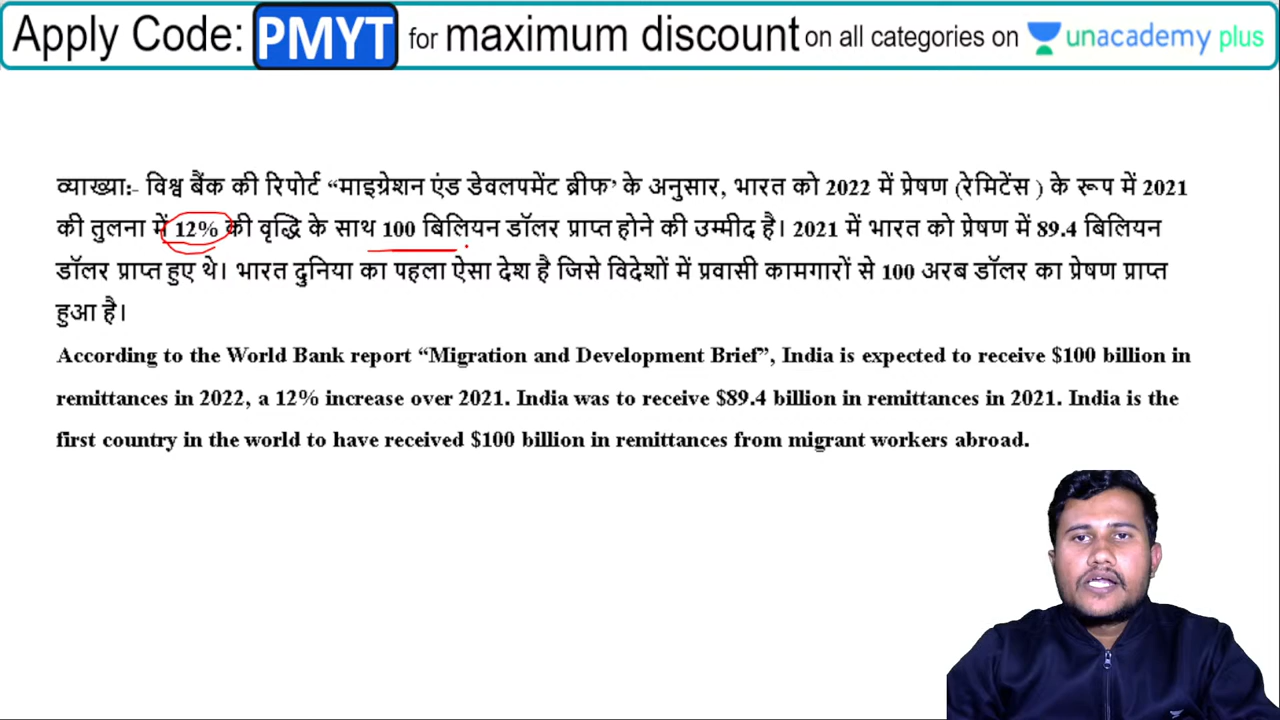 Apply Code: PMYT for maximum discount on all categories on unacademy plus
व्याख्या:- विश्व बैंक की रिपोर्ट “माइग्रेशन एंड डेवलपमेंट ब्रीफ’ के अनुसार, भारत को 2022 में प्रेषण (रेमिटेंस ) के रूप में 2021
की तुलना में 12% की वृद्धि के साथ 100 बिलियन डॉलर प्राप्त होने की उम्मीद है। 2021 में भारत को प्रेषण में 89.4 बिलियन
डॉलर प्राप्त हुए थे। भारत दुनिया का पहला ऐसा देश है जिसे विदेशों में प्रवासी कामगारों से 100 अरब डॉलर का प्रेषण प्राप्त
हुआ है।
According to the World Bank report “Migration and Development Brief”, India is expected to receive $100 billion in
remittances in 2022, a 12% increase over 2021. India was to receive $89.4 billion in remittances in 2021. India is the
first country in the world to have received $100 billion in remittances from migrant workers abroad.